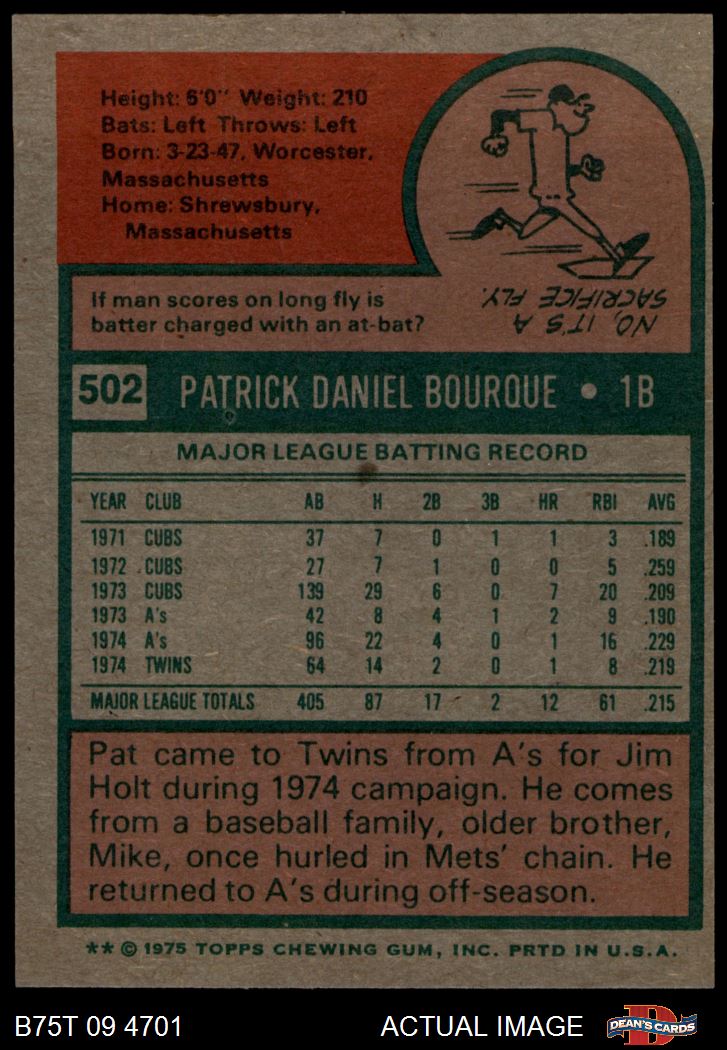 Height: 6'0" Weight: 210
Bats: Left Throws: Left
Born: 3-23-47, Worcester,
Massachusetts
Home: Shrewsbury,
Massachusetts
If man scores on long fly is
batter charged with an at-bat?
NO, IT'S A
SACRIFICE FLY.
502 PATRICK DANIEL BOURQUE • 1B
MAJOR LEAGUE BATTING RECORD
YEAR CLUB AB H 2B 3B HR RBI AVG
1971 CUBS 37 7 0 1 1 3 .189
1972 CUBS 27 7 1 0 0 5 .259
1973 CUBS 139 29 6 0 7 20 .209
1973 A's 42 8 4 1 2 9 .190
1974 A's 96 22 4 0 1 16 .229
1974 TWINS 64 14 2 0 1 8 .219
MAJOR LEAGUE TOTALS 405 87 17 2 12 61 .215
Pat came to Twins from A's for Jim
Holt during 1974 campaign. He comes
from a baseball family, older brother,
Mike, once hurled in Mets' chain. He
returned to A's during off-season.
** © 1975 TOPPS CHEWING GUM, INC. PRTD IN U.S.A.
B75T 09 4701 ACTUAL IMAGE DEAN'S CARDS